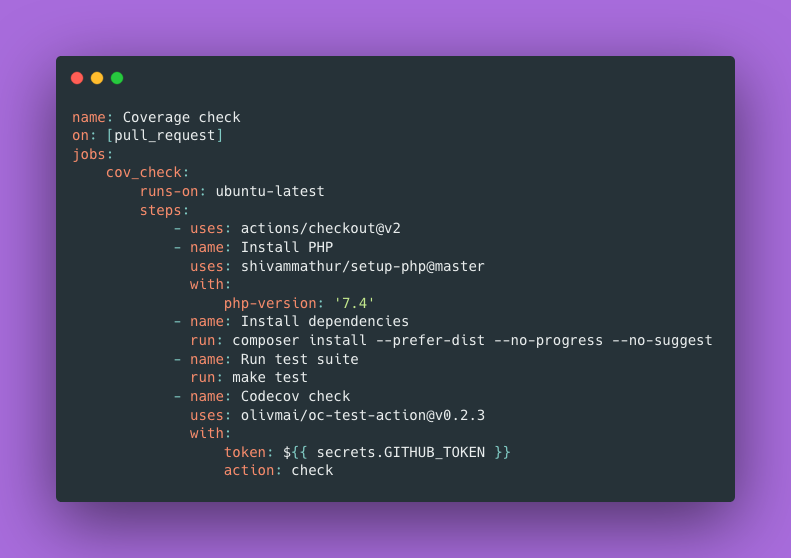 name: Coverage check
on: [pull_request]
jobs:
    cov_check:
        runs-on: ubuntu-latest
        steps:
            - uses: actions/checkout@v2
            - name: Install PHP
              uses: shivammathur/setup-php@master
              with:
                  php-version: '7.4'
            - name: Install dependencies
              run: composer install --prefer-dist --no-progress --no-suggest
            - name: Run test suite
              run: make test
            - name: Codecov check
              uses: olivmai/oc-test-action@v0.2.3
              with:
                  token: ${{ secrets.GITHUB_TOKEN }}
                  action: check